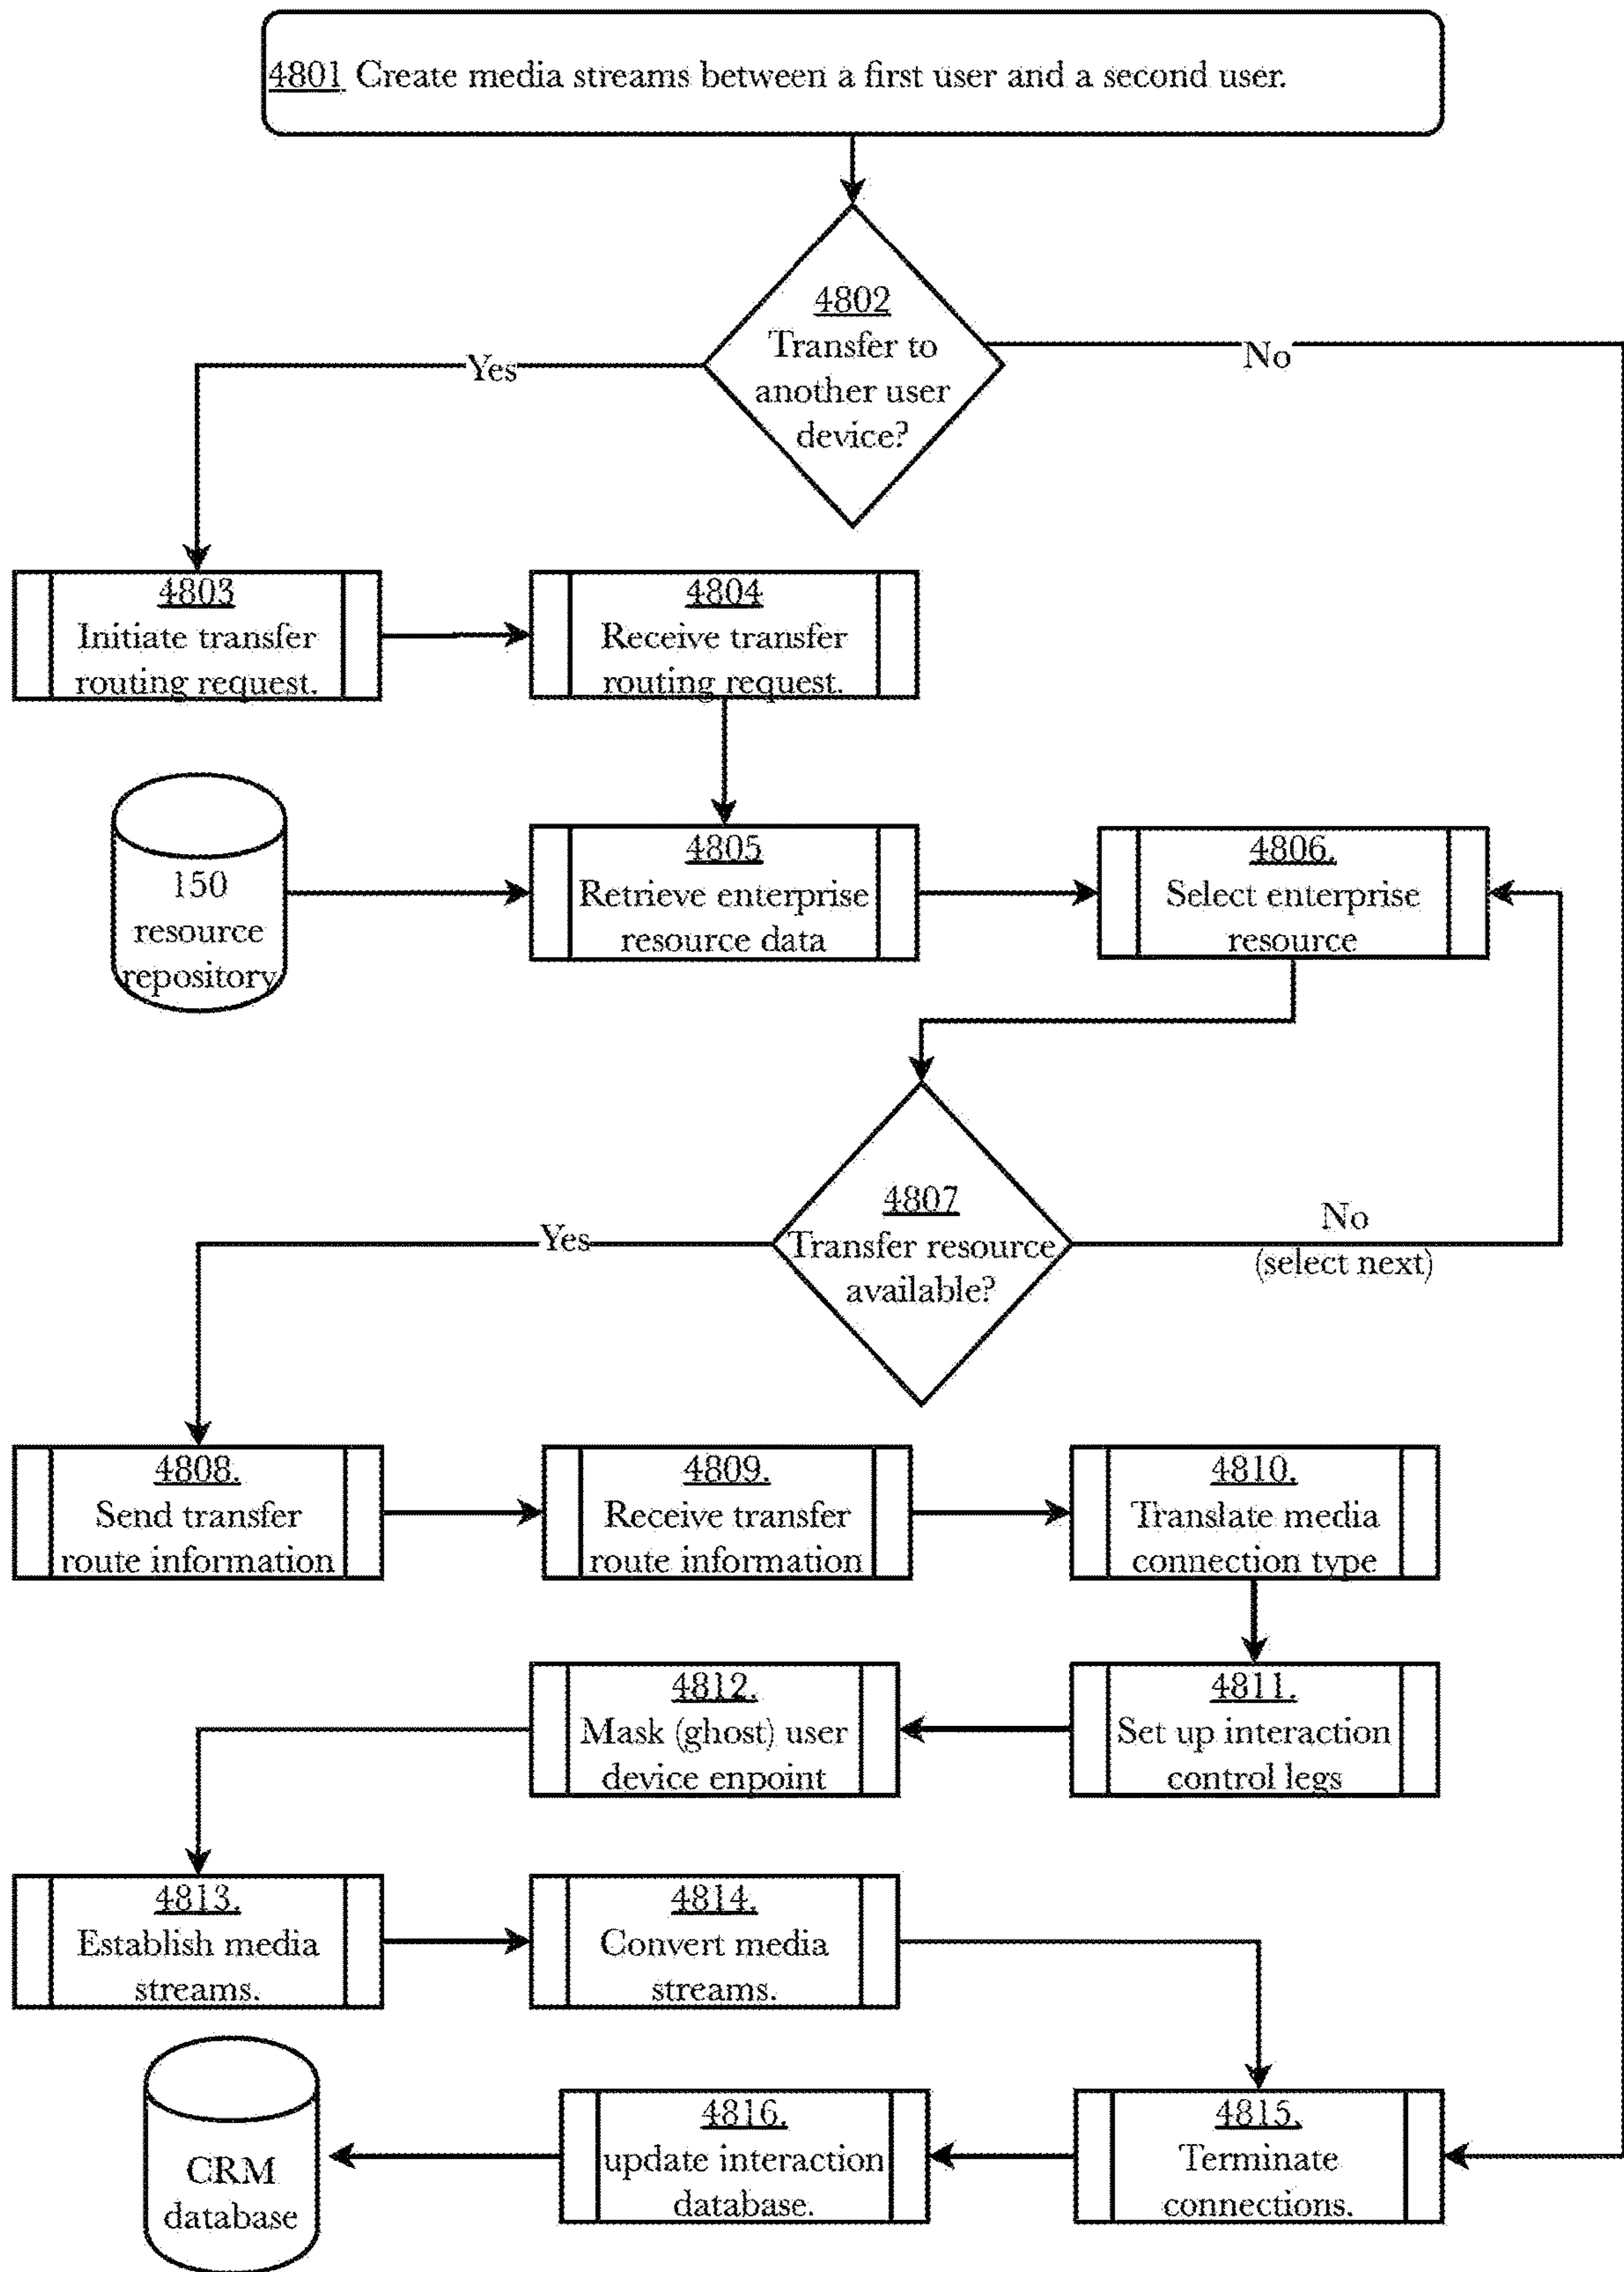 4801 Create media streams between a first user and a second user.
4802
Transfer to
another user
device?
Yes
No
4803
Initiate transfer
routing request.
4804
Receive transfer
routing request.
150
resource
repository
4805
Retrieve enterprise
resource data
4806.
Select enterprise
resource
4807
Transfer resource
available?
Yes
No
(select next)
4808.
Send transfer
route information
4809.
Receive transfer
route information
4810.
Translate media
connection type
4811.
Set up interaction
control legs
4812.
Mask (ghost) user
device enpoint
4813.
Establish media
streams.
4814.
Convert media
streams.
4815.
Terminate
connections.
4816.
update interaction
database.
CRM
database